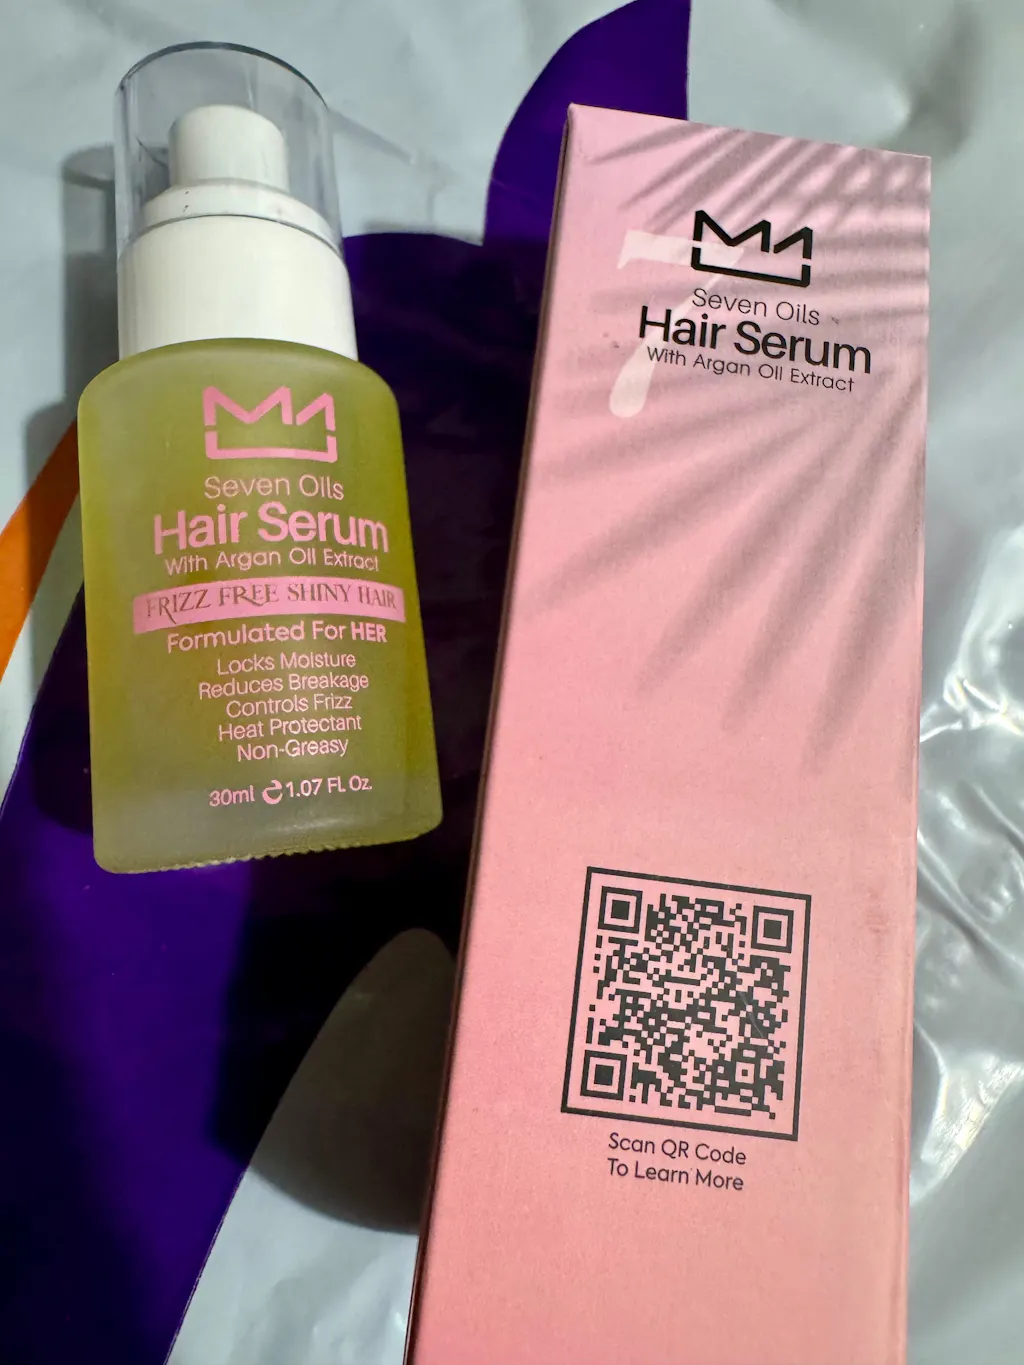 Seven Oils
Hair Serum
With Argan Oil Extract
FRIZZ FREE SHINY HAIR
Formulated For HER
Locks Moisture
Reduces Breakage
Controls Frizz
Heat Protectant
Non-Greasy
30ml 1.07 FL Oz.
7
Seven Oils
Hair Serum
With Argan Oil Extract
Scan QR Code
To Learn More